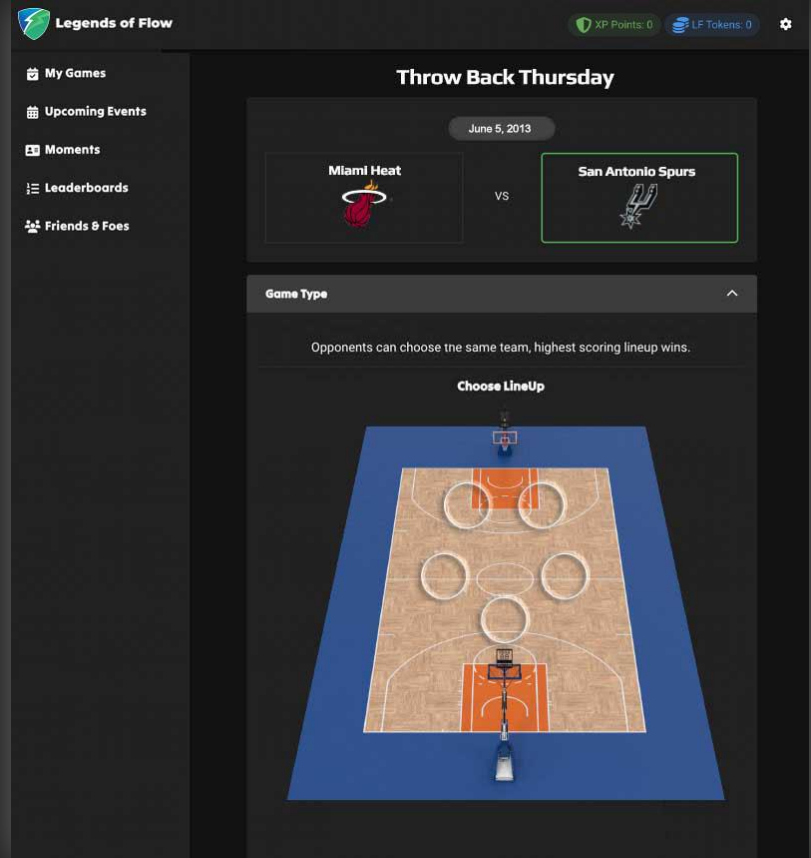 Legends of Flow
XP Points: 0
LF Tokens: 0
My Games
Upcoming Events
Moments
Leaderboards
Friends & Foes
Throw Back Thursday
June 5, 2013
Miami Heat
VS
San Antonio Spurs
Game Type
Opponents can choose the same team, highest scoring lineup wins.
Choose LineUp